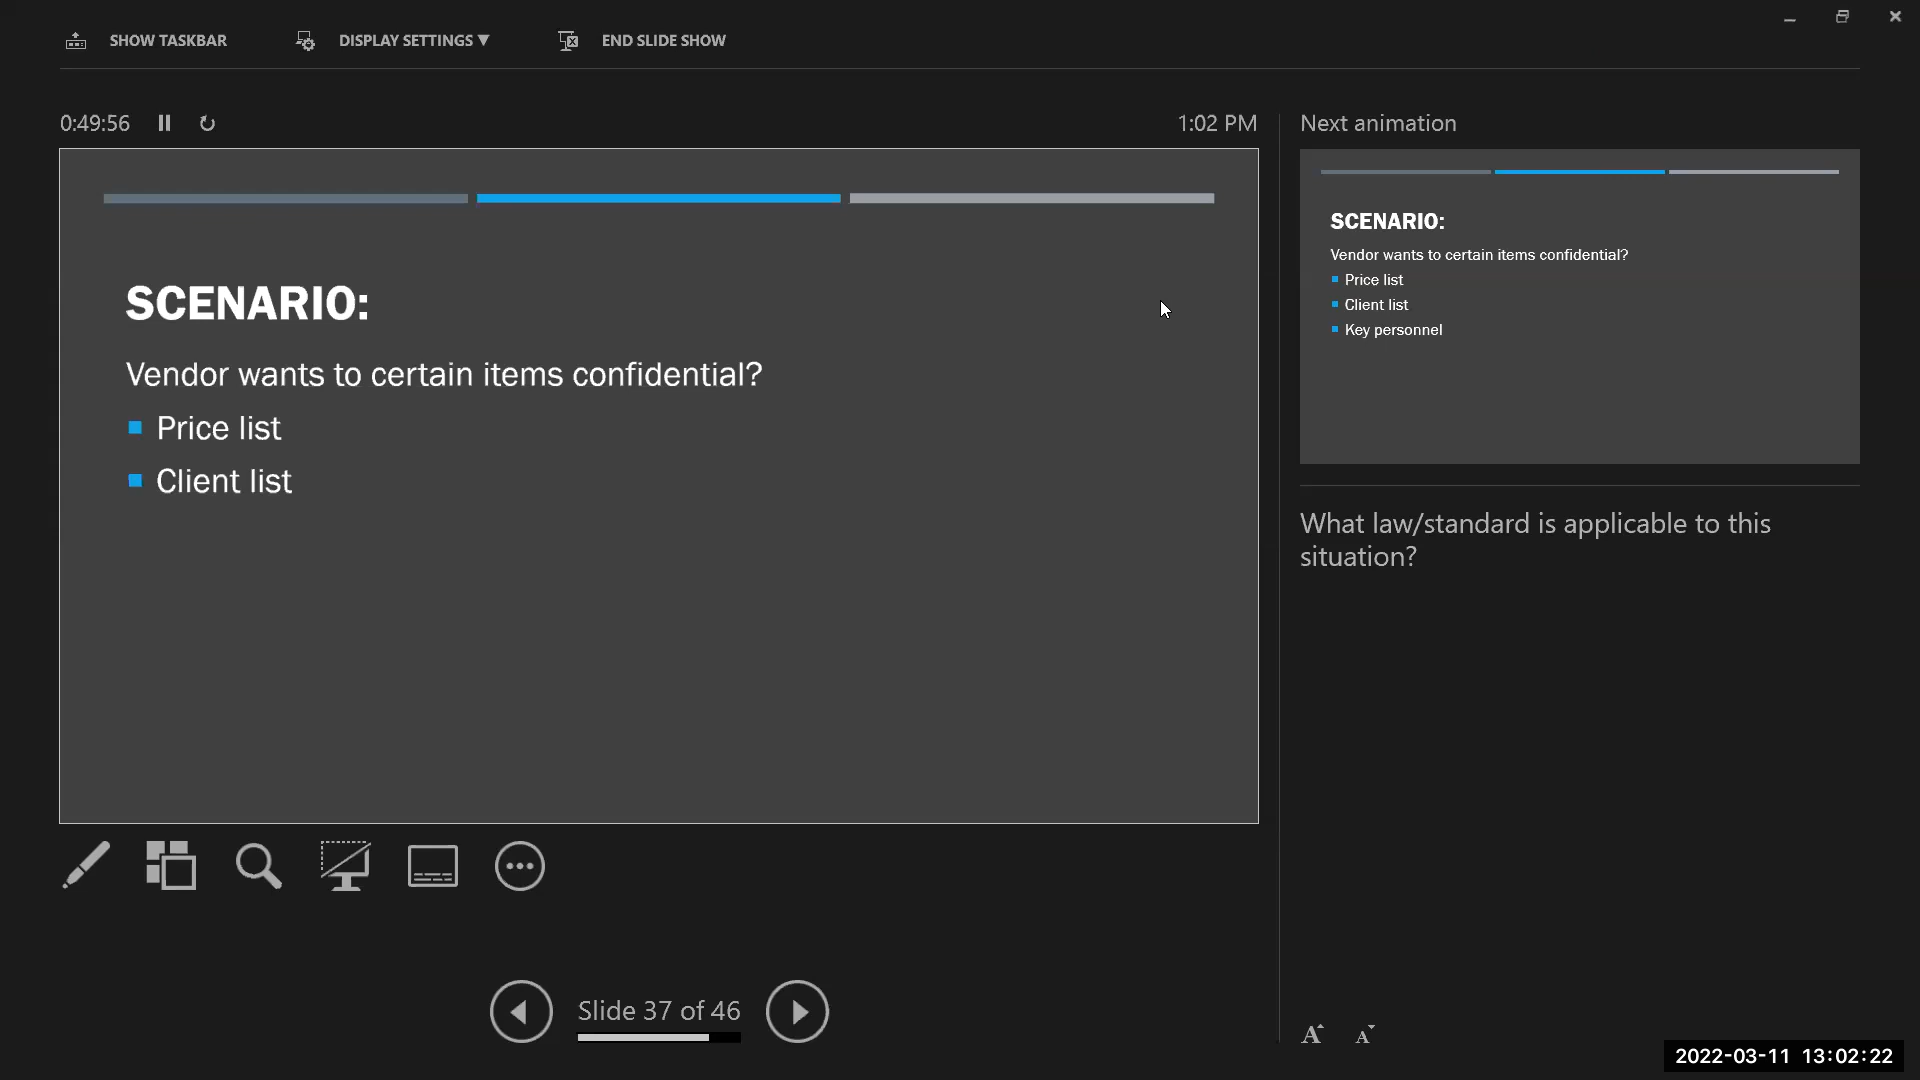 SHOW TASKBAR
DISPLAY SETTINGS ▼
END SLIDE SHOW
0:49:56
1:02 PM
SCENARIO:
Vendor wants to certain items confidential?
Price list
Client list
Next animation
SCENARIO:
Vendor wants to certain items confidential?
Price list
Client list
Key personnel
What law/standard is applicable to this
situation?
Slide 37 of 46
A A
2022-03-11 13:02:22